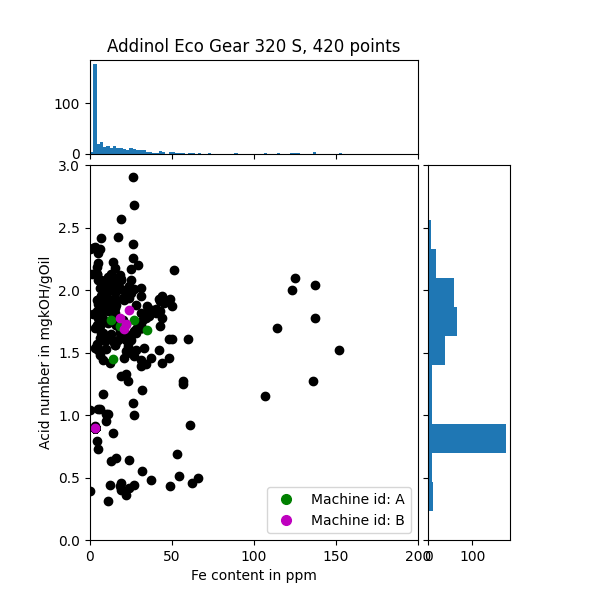 Addinol Eco Gear 320 S, 420 points
100
0
3.0
2.5
2.0
1.5
1.0
0.5
0.0
Acid number in mgkOH/gOil
Machine id: A
Machine id: B
0 50 100 150 200
0 100
Fe content in ppm